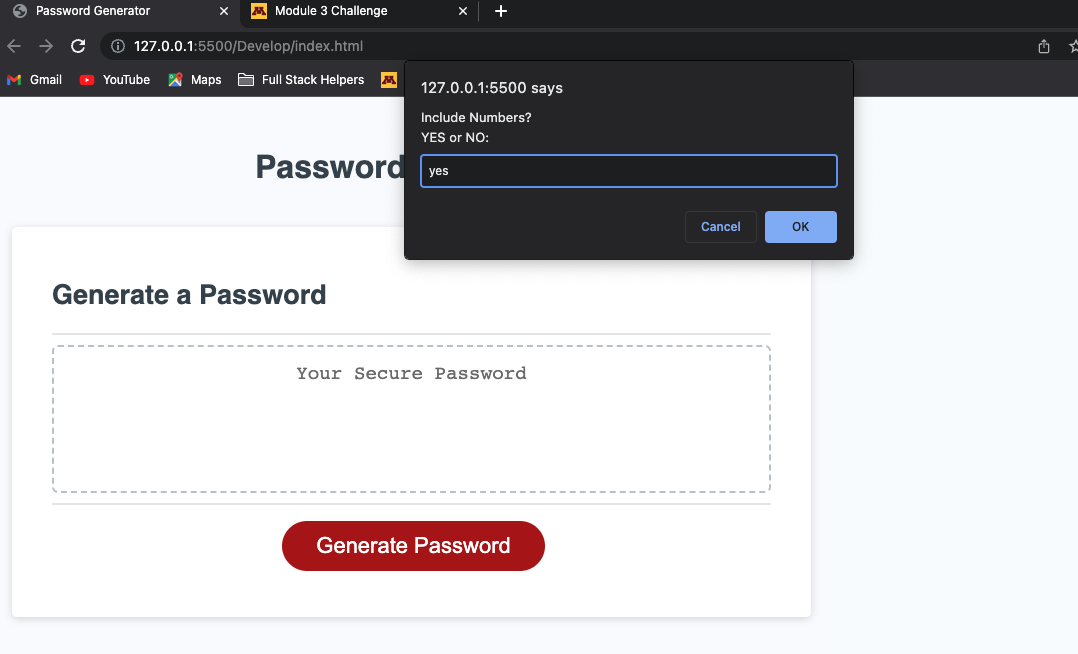 Password Generator
Module 3 Challenge
127.0.0.1:5500/Develop/index.html
Gmail
YouTube
Maps
Full Stack Helpers
127.0.0.1:5500 says
Include Numbers?
YES or NO:
yes
Cancel
OK
Password
Generate a Password
Your Secure Password
Generate Password